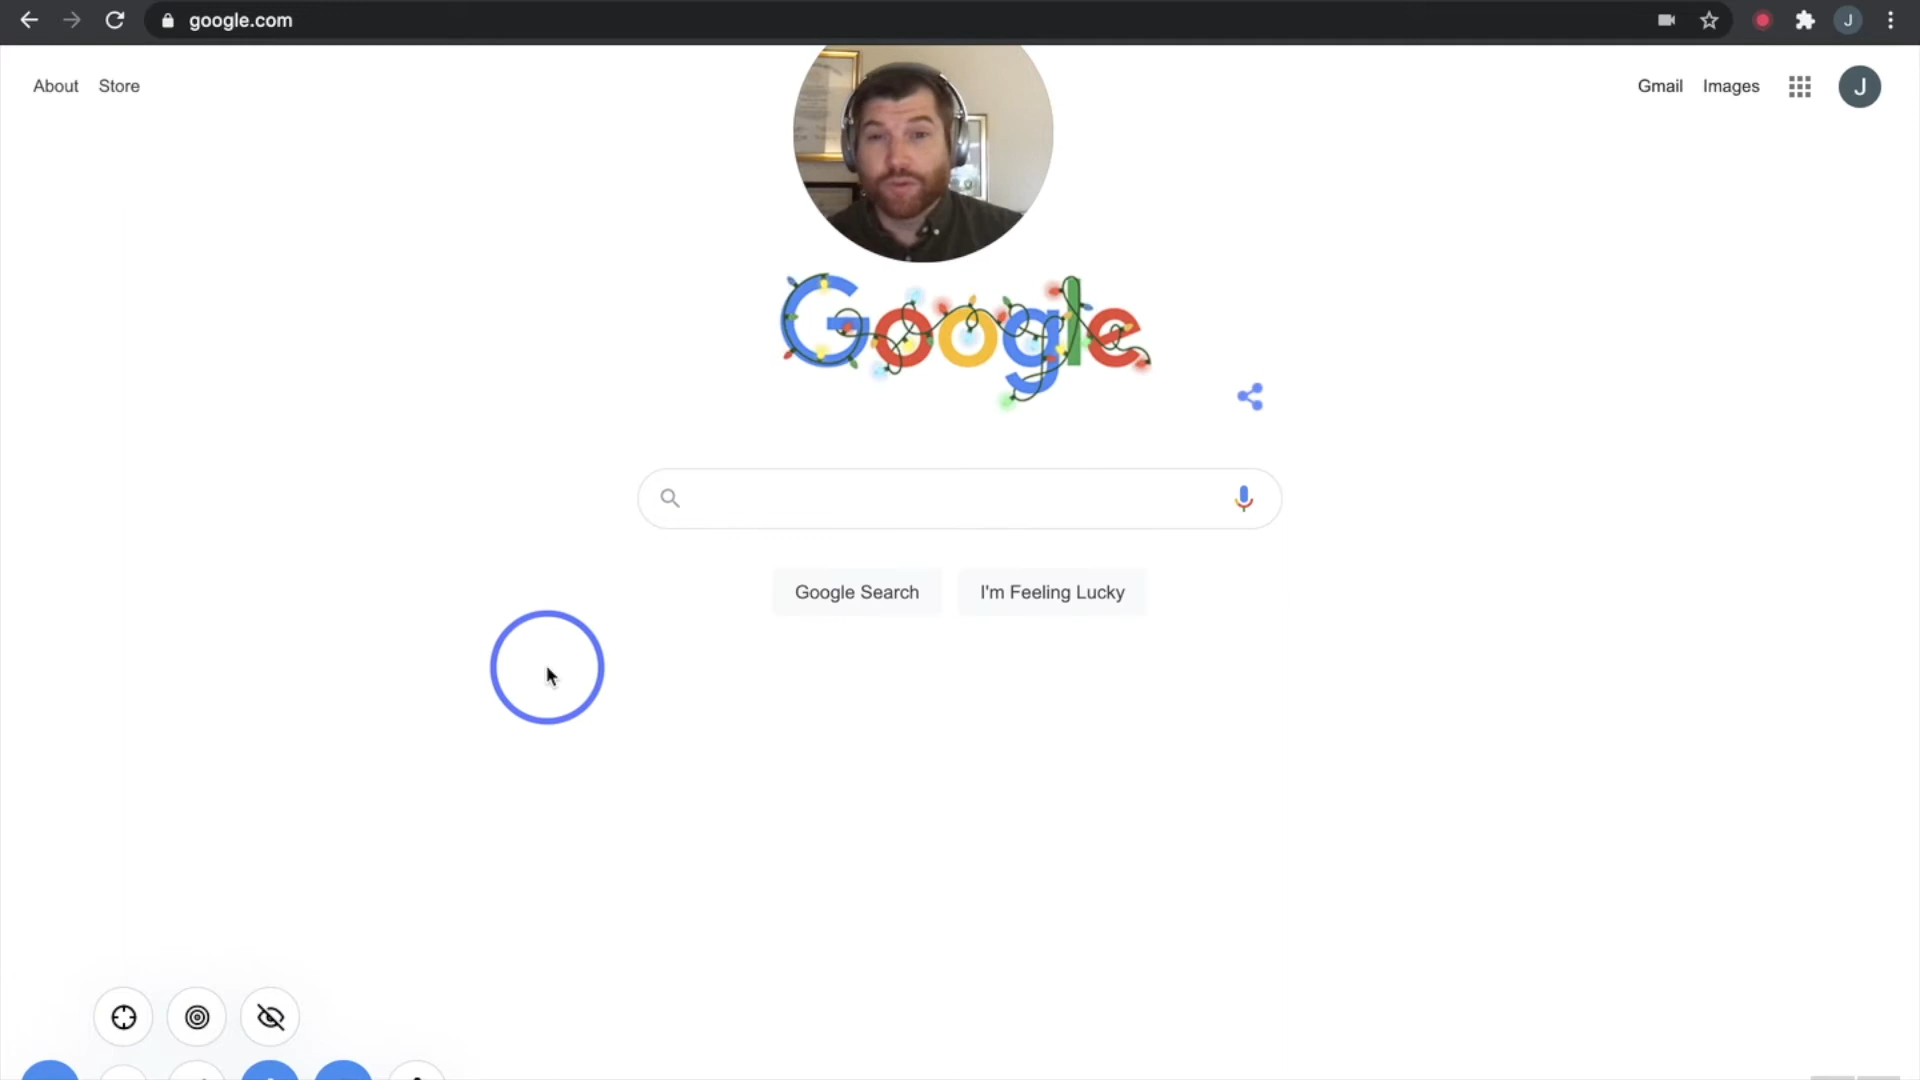 google.com
J
About Store
Gmail Images
J
Google
Google Search
I'm Feeling Lucky